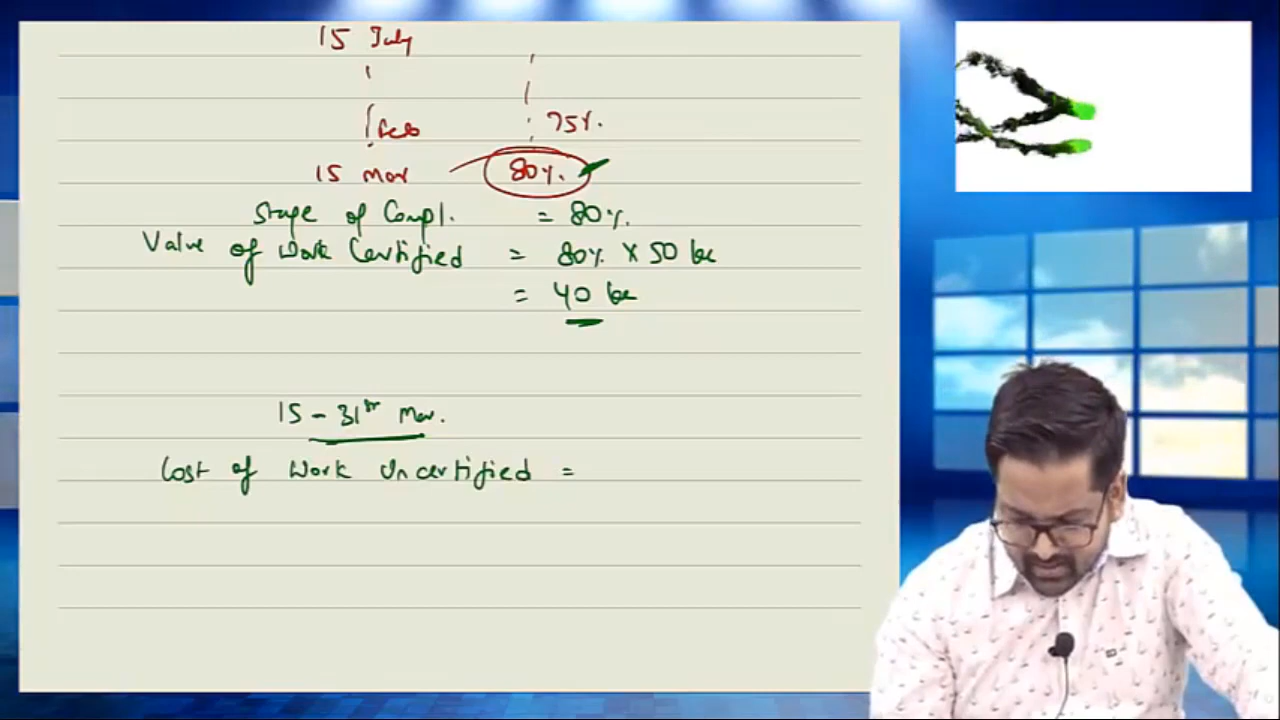 15 July
Feb 75%.
15 Mar 80%.
Stage of Compl. = 80%.
Value of Work Certified = 80% × 50 lac
= 40 lac
15 - 31st Mar.
Cost of Work Uncertified =